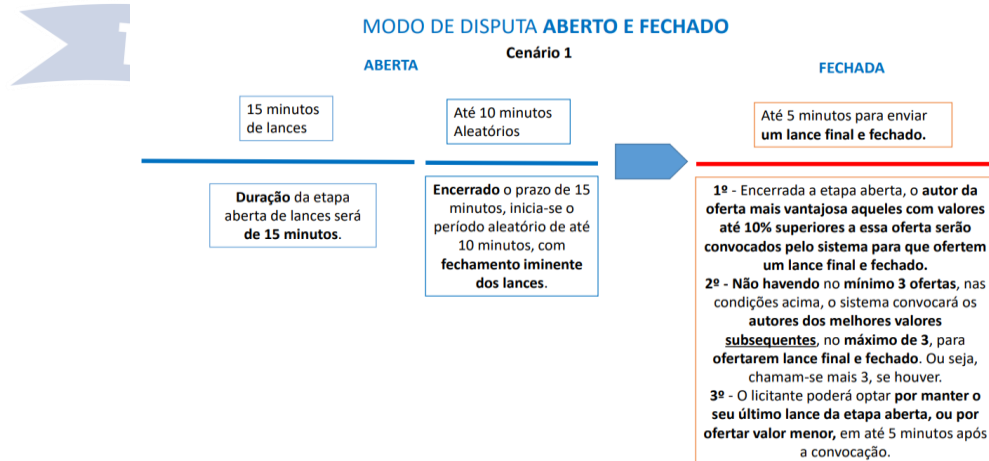 MODO DE DISPUTA ABERTO E FECHADO
Cenário 1
ABERTA
FECHADA
15 minutos
de lances
Até 10 minutos
Aleatórios
Até 5 minutos para enviar
um lance final e fechado.
Duração da etapa
aberta de lances será
de 15 minutos.
Encerrado o prazo de 15
minutos, inicia-se o
período aleatório de até
10 minutos, com
fechamento iminente
dos lances.
1º - Encerrada a etapa aberta, o autor da
oferta mais vantajosa aqueles com valores
até 10% superiores a essa oferta serão
convocados pelo sistema para que ofertem
um lance final e fechado.
2º - Não havendo no mínimo 3 ofertas, nas
condições acima, o sistema convocará os
autores dos melhores valores
subsequentes, no máximo de 3, para
ofertarem lance final e fechado. Ou seja,
chamam-se mais 3, se houver.
3º - O licitante poderá optar por manter o
seu último lance da etapa aberta, ou por
ofertar valor menor, em até 5 minutos após
a convocação.